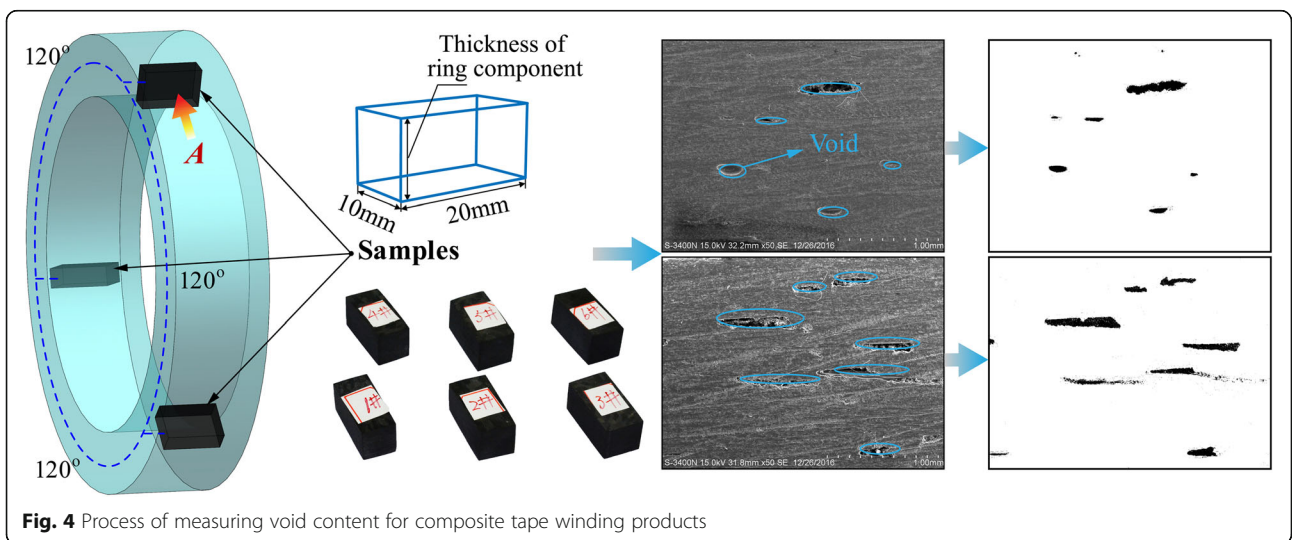 120°
A
120°
120°
Thickness of
ring component
10mm
20mm
Samples
4# 5# 6#
1# 2# 3#
Void
S-3400N 15.0kV 32.2mm x50 SE 12/26/2016 1.00mm
S-3400N 15.0kV 31.8mm x50 SE 12/26/2016 1.00mm
Fig. 4 Process of measuring void content for composite tape winding products